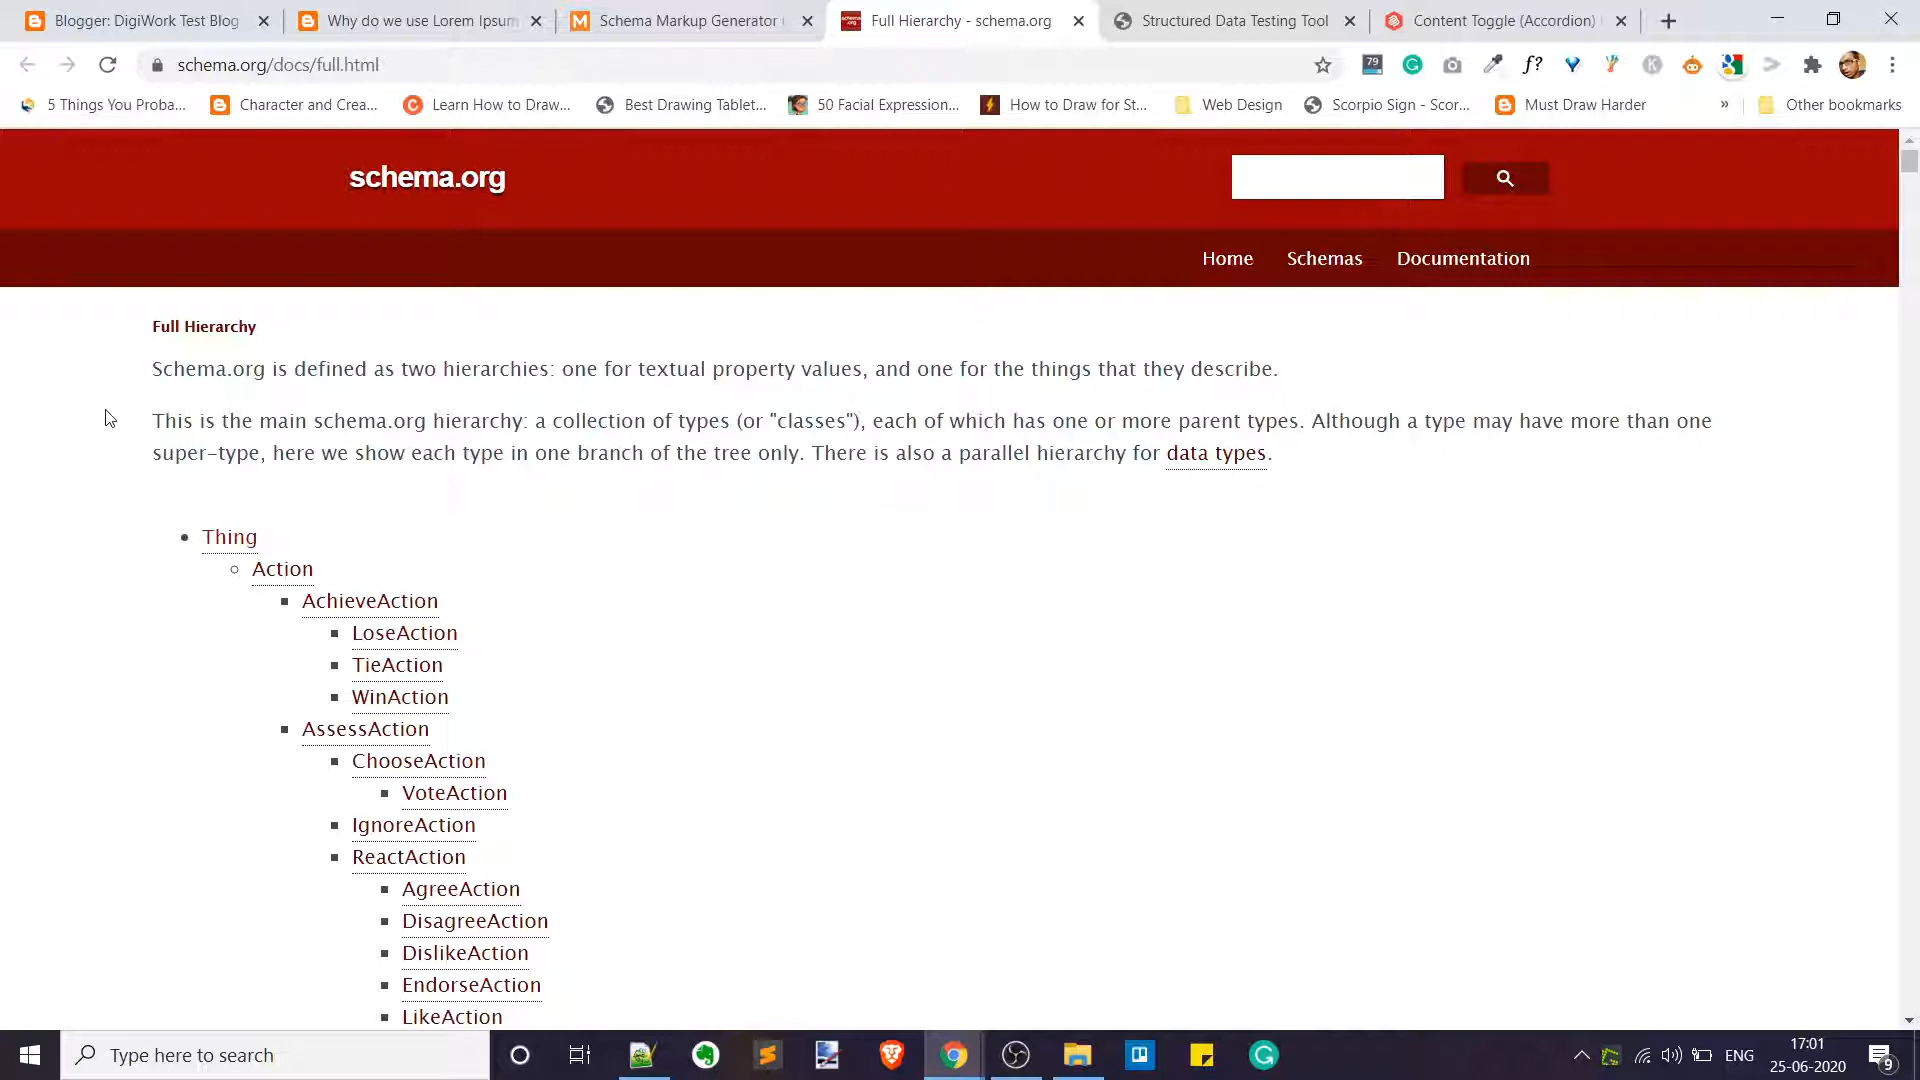 Blogger: DigiWork Test Blog
Why do we use Lorem Ipsum
Schema Markup Generator
Full Hierarchy - schema.org
Structured Data Testing Tool
Content Toggle (Accordion)
schema.org/docs/full.html
79
f?
K
5 Things You Proba...
Character and Crea...
Learn How to Draw...
Best Drawing Tablet...
50 Facial Expression...
How to Draw for St...
Web Design
Scorpio Sign - Scor...
Must Draw Harder
»
Other bookmarks
schema.org
Home
Schemas
Documentation
Full Hierarchy
Schema.org is defined as two hierarchies: one for textual property values, and one for the things that they describe.
This is the main schema.org hierarchy: a collection of types (or "classes"), each of which has one or more parent types. Although a type may have more than one
super-type, here we show each type in one branch of the tree only. There is also a parallel hierarchy for data types.
Thing
Action
AchieveAction
LoseAction
TieAction
WinAction
AssessAction
ChooseAction
VoteAction
IgnoreAction
ReactAction
AgreeAction
DisagreeAction
DislikeAction
EndorseAction
LikeAction
Type here to search
ENG
17:01
25-06-2020
9